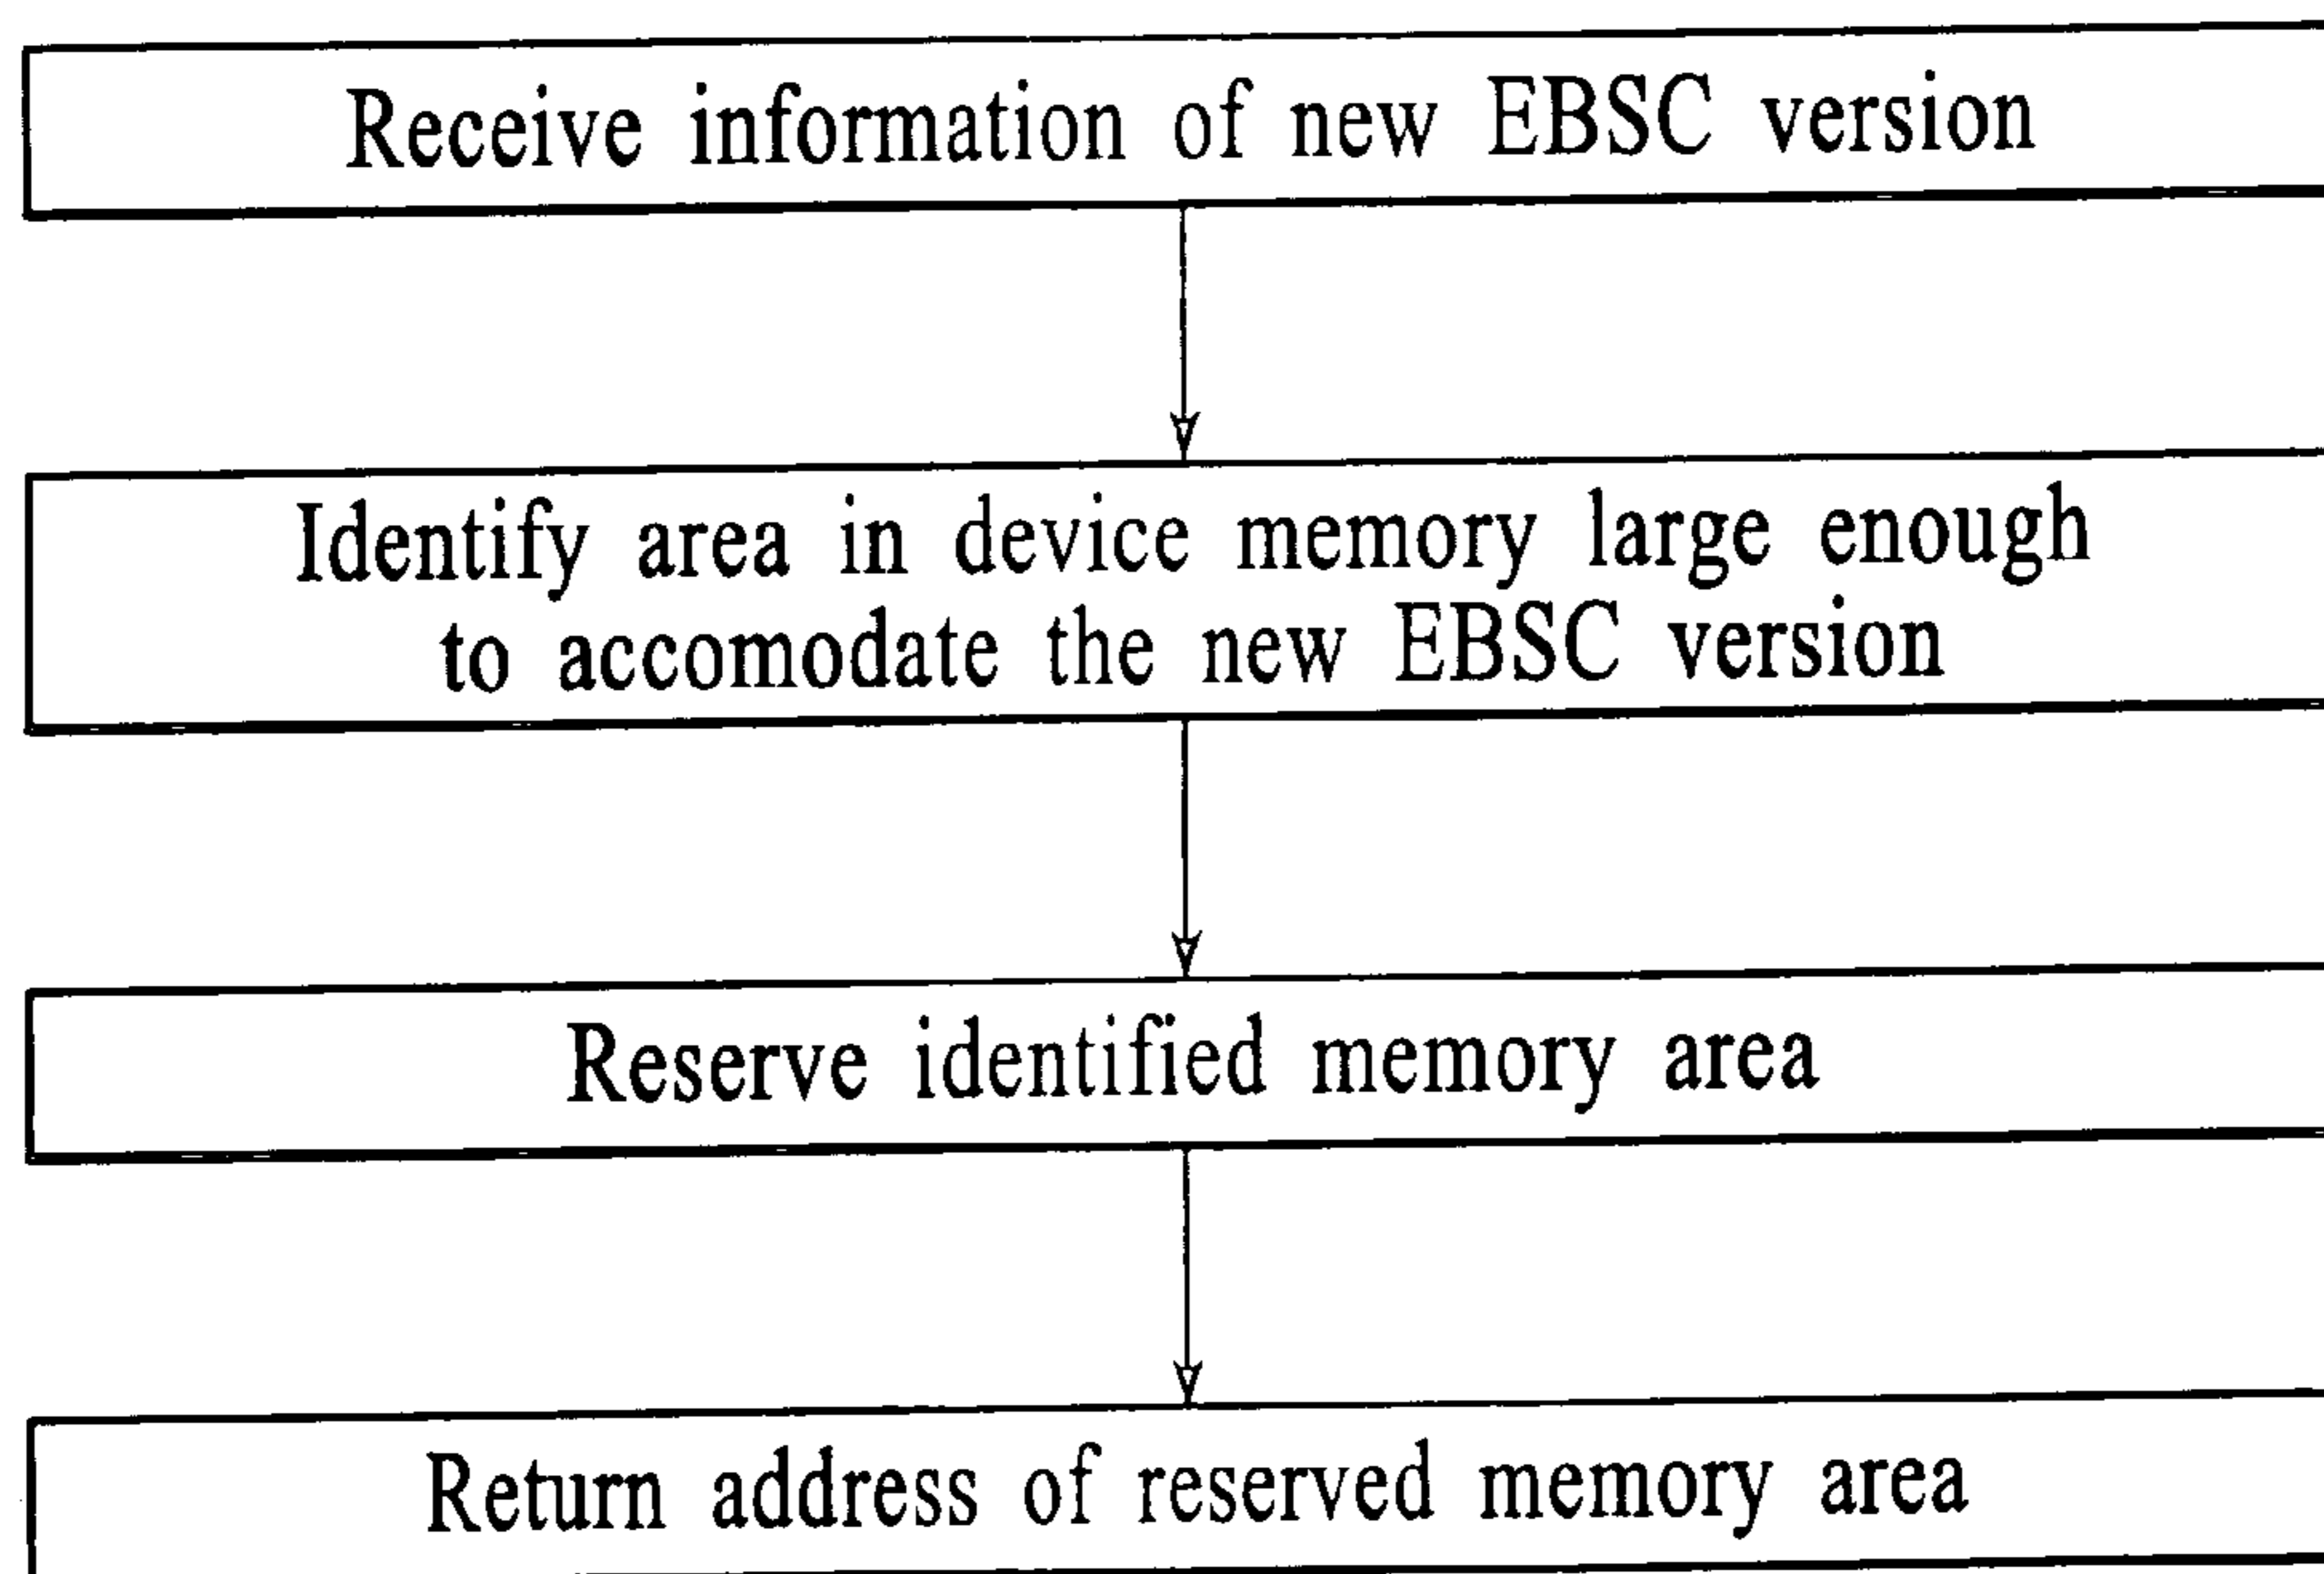 Receive information of new EBSC version
Identify area in device memory large enough
to accomodate the new EBSC version
Reserve identified memory area
Return address of reserved memory area